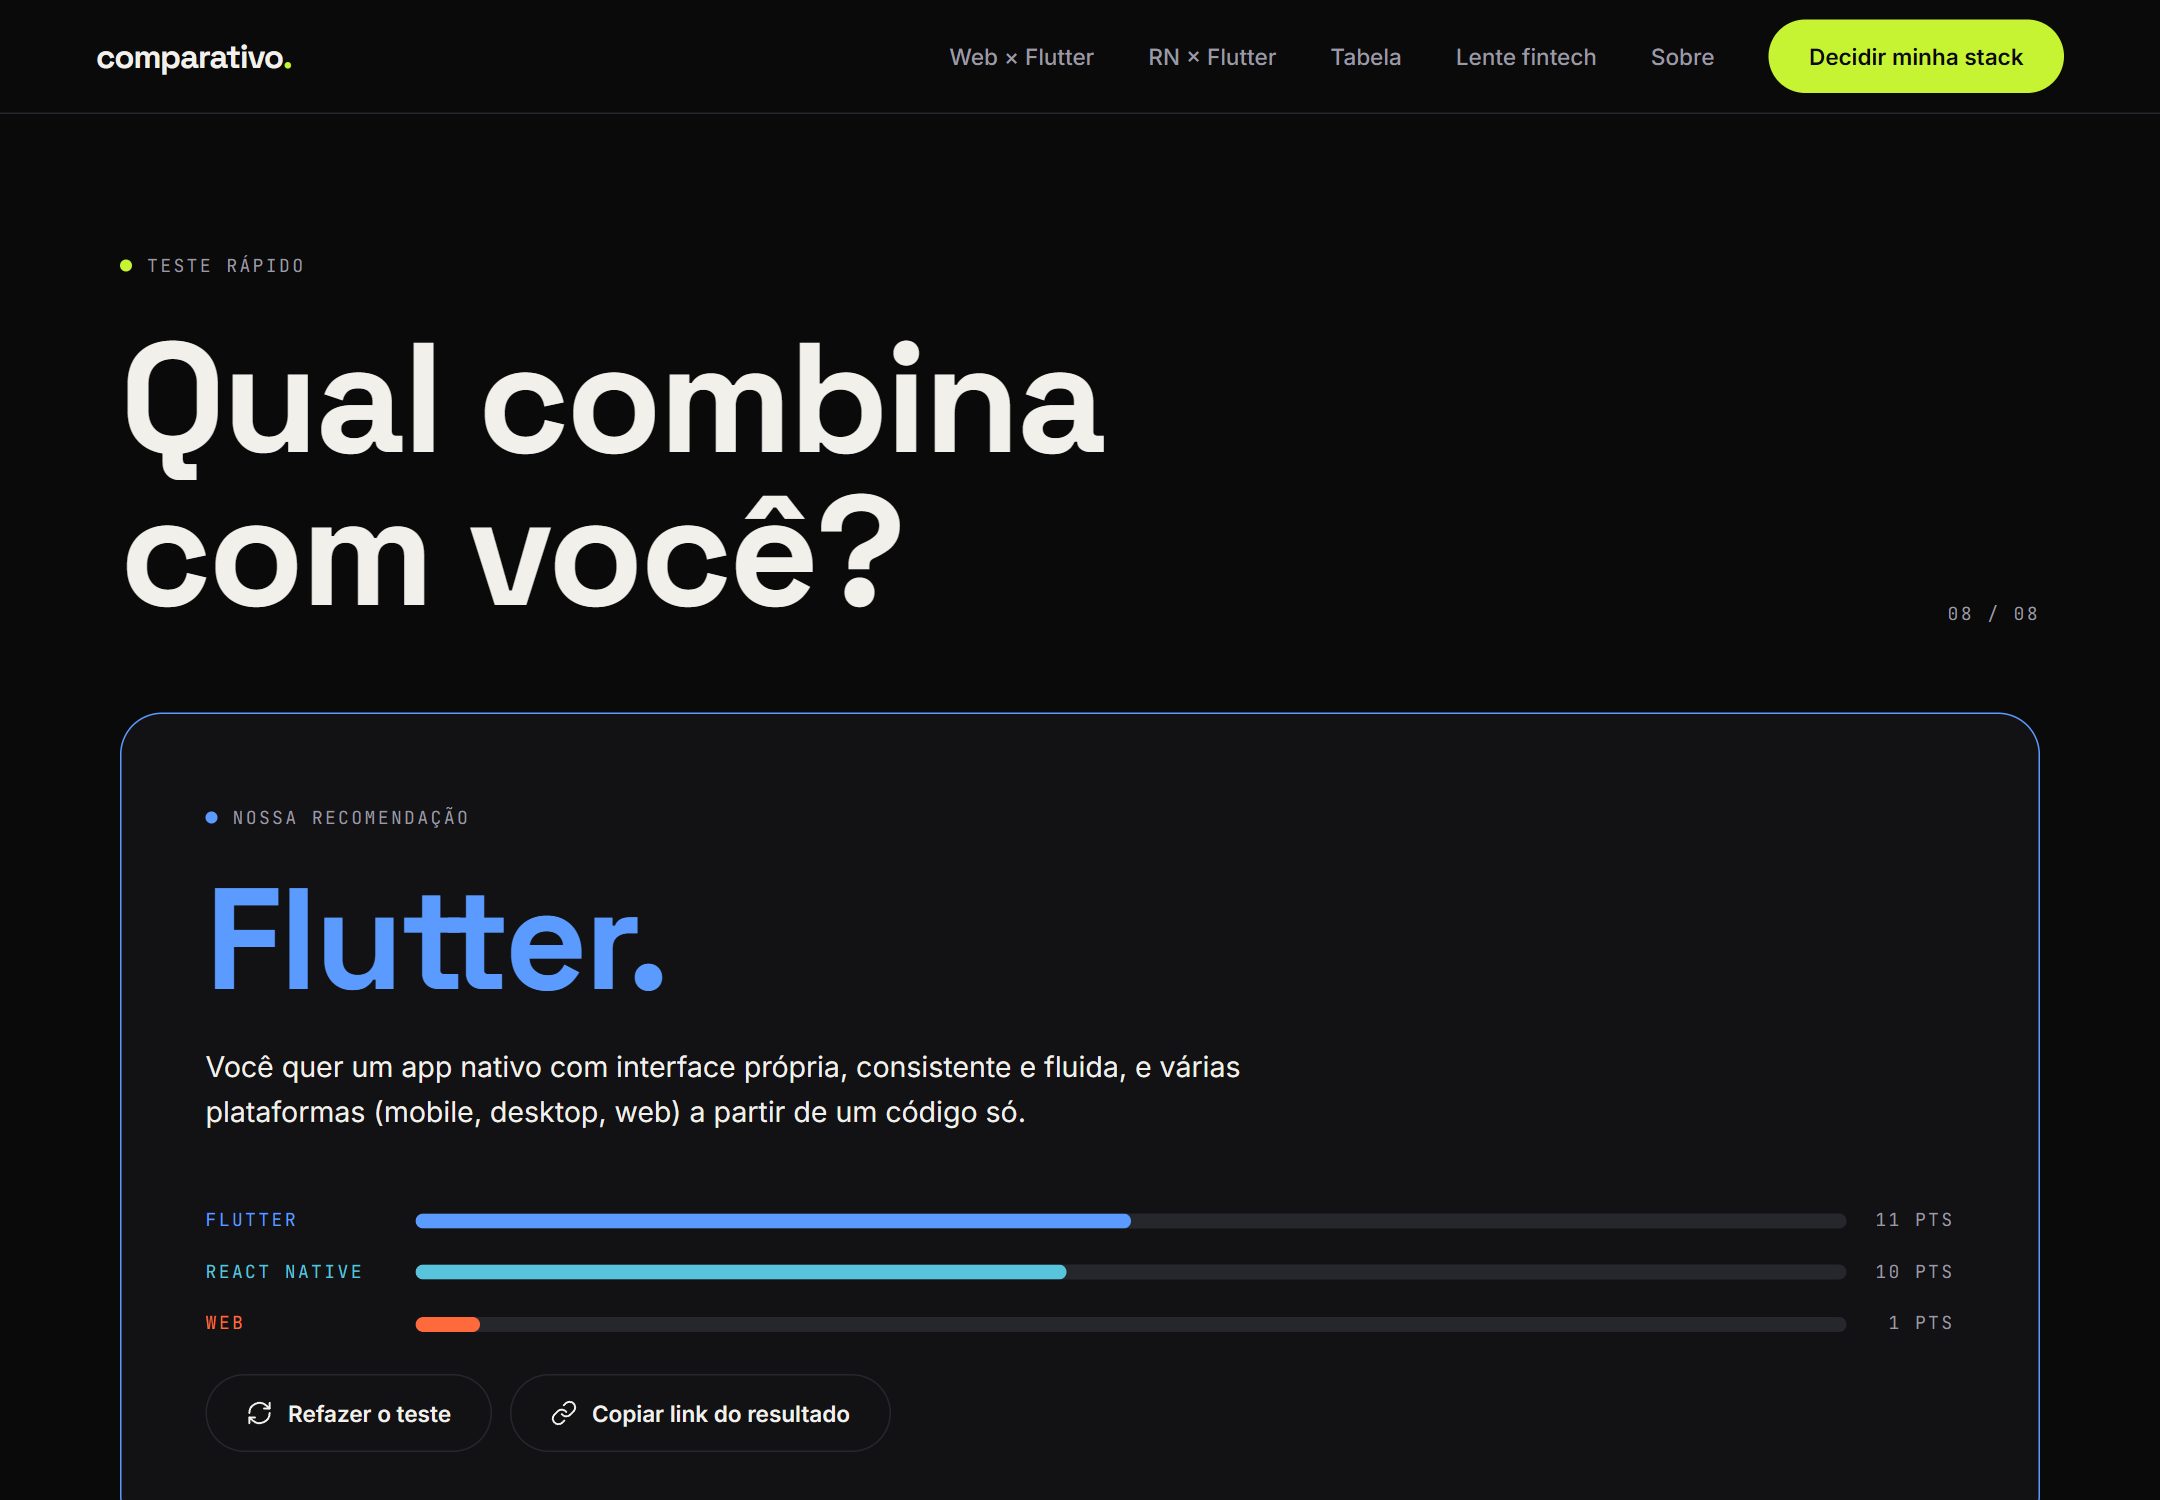 comparativo.
Web × Flutter
RN × Flutter
Tabela
Lente fintech
Sobre
Decidir minha stack
TESTE RÁPIDO
Qual combina
com você?
08 / 08
NOSSA RECOMENDAÇÃO
Flutter.
Você quer um app nativo com interface própria, consistente e fluida, e várias
plataformas (mobile, desktop, web) a partir de um código só.
FLUTTER 11 PTS
REACT NATIVE 10 PTS
WEB 1 PTS
Refazer o teste
Copiar link do resultado